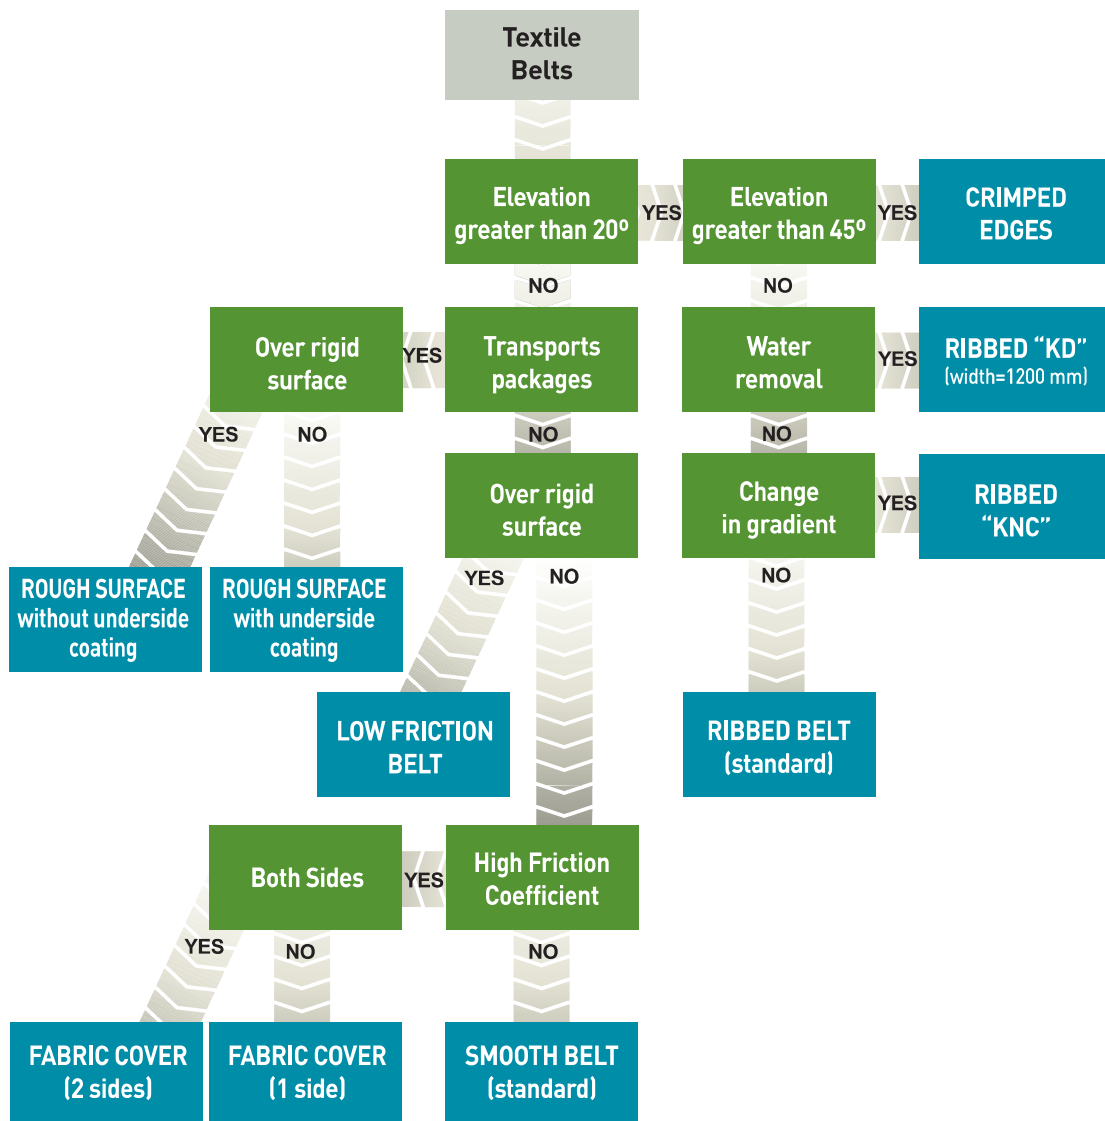 Textile
Belts
Elevation
greater than 20º
YES
Elevation
greater than 45º
YES
CRIMPED
EDGES
NO
NO
Over rigid
surface
YES
Transports
packages
Water
removal
YES
RIBBED “KD”
(width=1200 mm)
YES
NO
NO
NO
Over rigid
surface
Change
in gradient
YES
RIBBED
“KNC”
YES
NO
NO
ROUGH SURFACE
without underside
coating
ROUGH SURFACE
with underside
coating
LOW FRICTION
BELT
RIBBED BELT
(standard)
Both Sides
YES
High Friction
Coefficient
YES
NO
NO
FABRIC COVER
(2 sides)
FABRIC COVER
(1 side)
SMOOTH BELT
(standard)